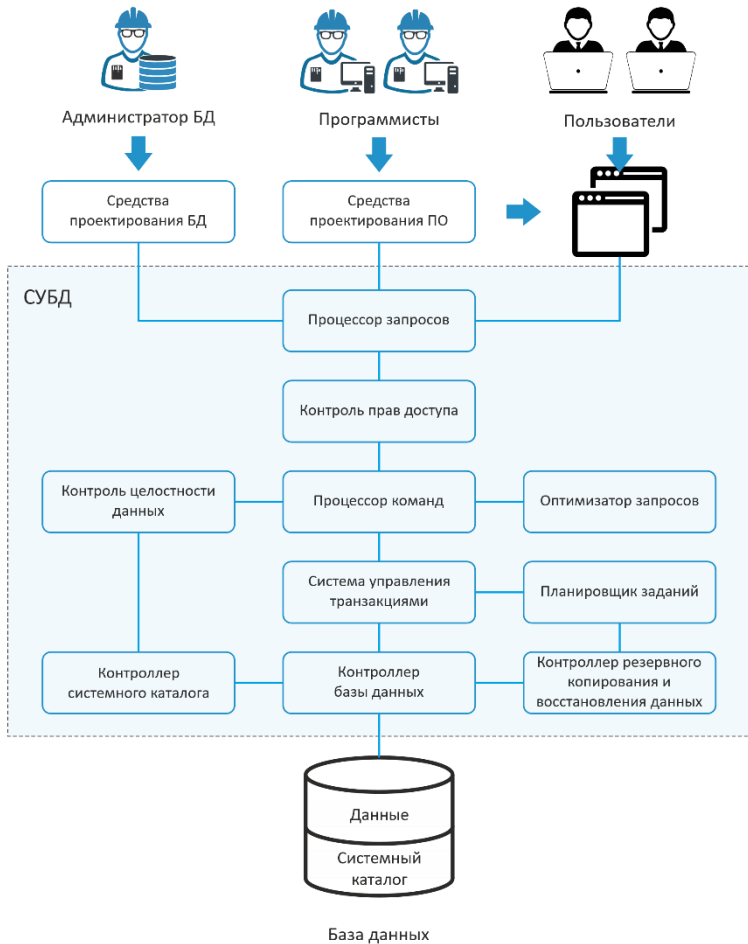 Администратор БД
Программисты
Пользователи
Средства
проектирования БД
Средства
проектирования ПО
СУБД
Процессор запросов
Контроль прав доступа
Контроль целостности
данных
Процессор команд
Оптимизатор запросов
Система управления
транзакциями
Планировщик заданий
Контроллер
системного каталога
Контроллер
базы данных
Контроллер резервного
копирования и
восстановления данных
Данные
Системный
каталог
База данных